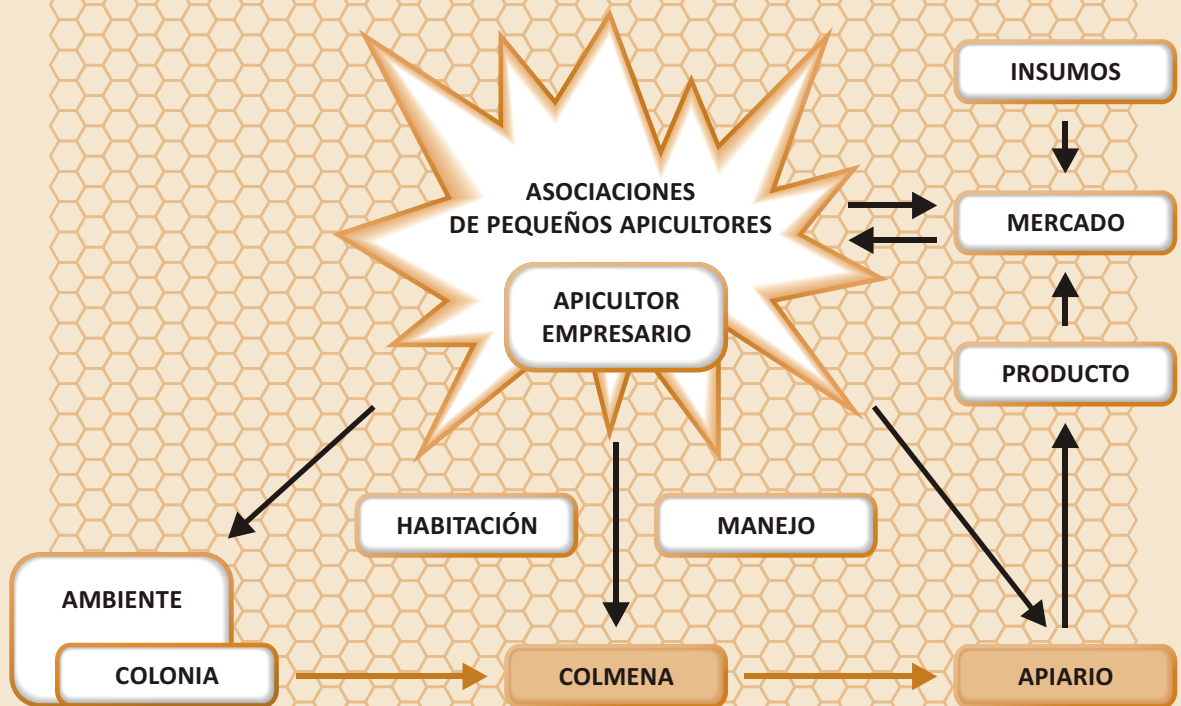 INSUMOS
ASOCIACIONES
DE PEQUEÑOS APICULTORES
MERCADO
APICULTOR
EMPRESARIO
PRODUCTO
HABITACIÓN
MANEJO
AMBIENTE
COLONIA
COLMENA
APIARIO